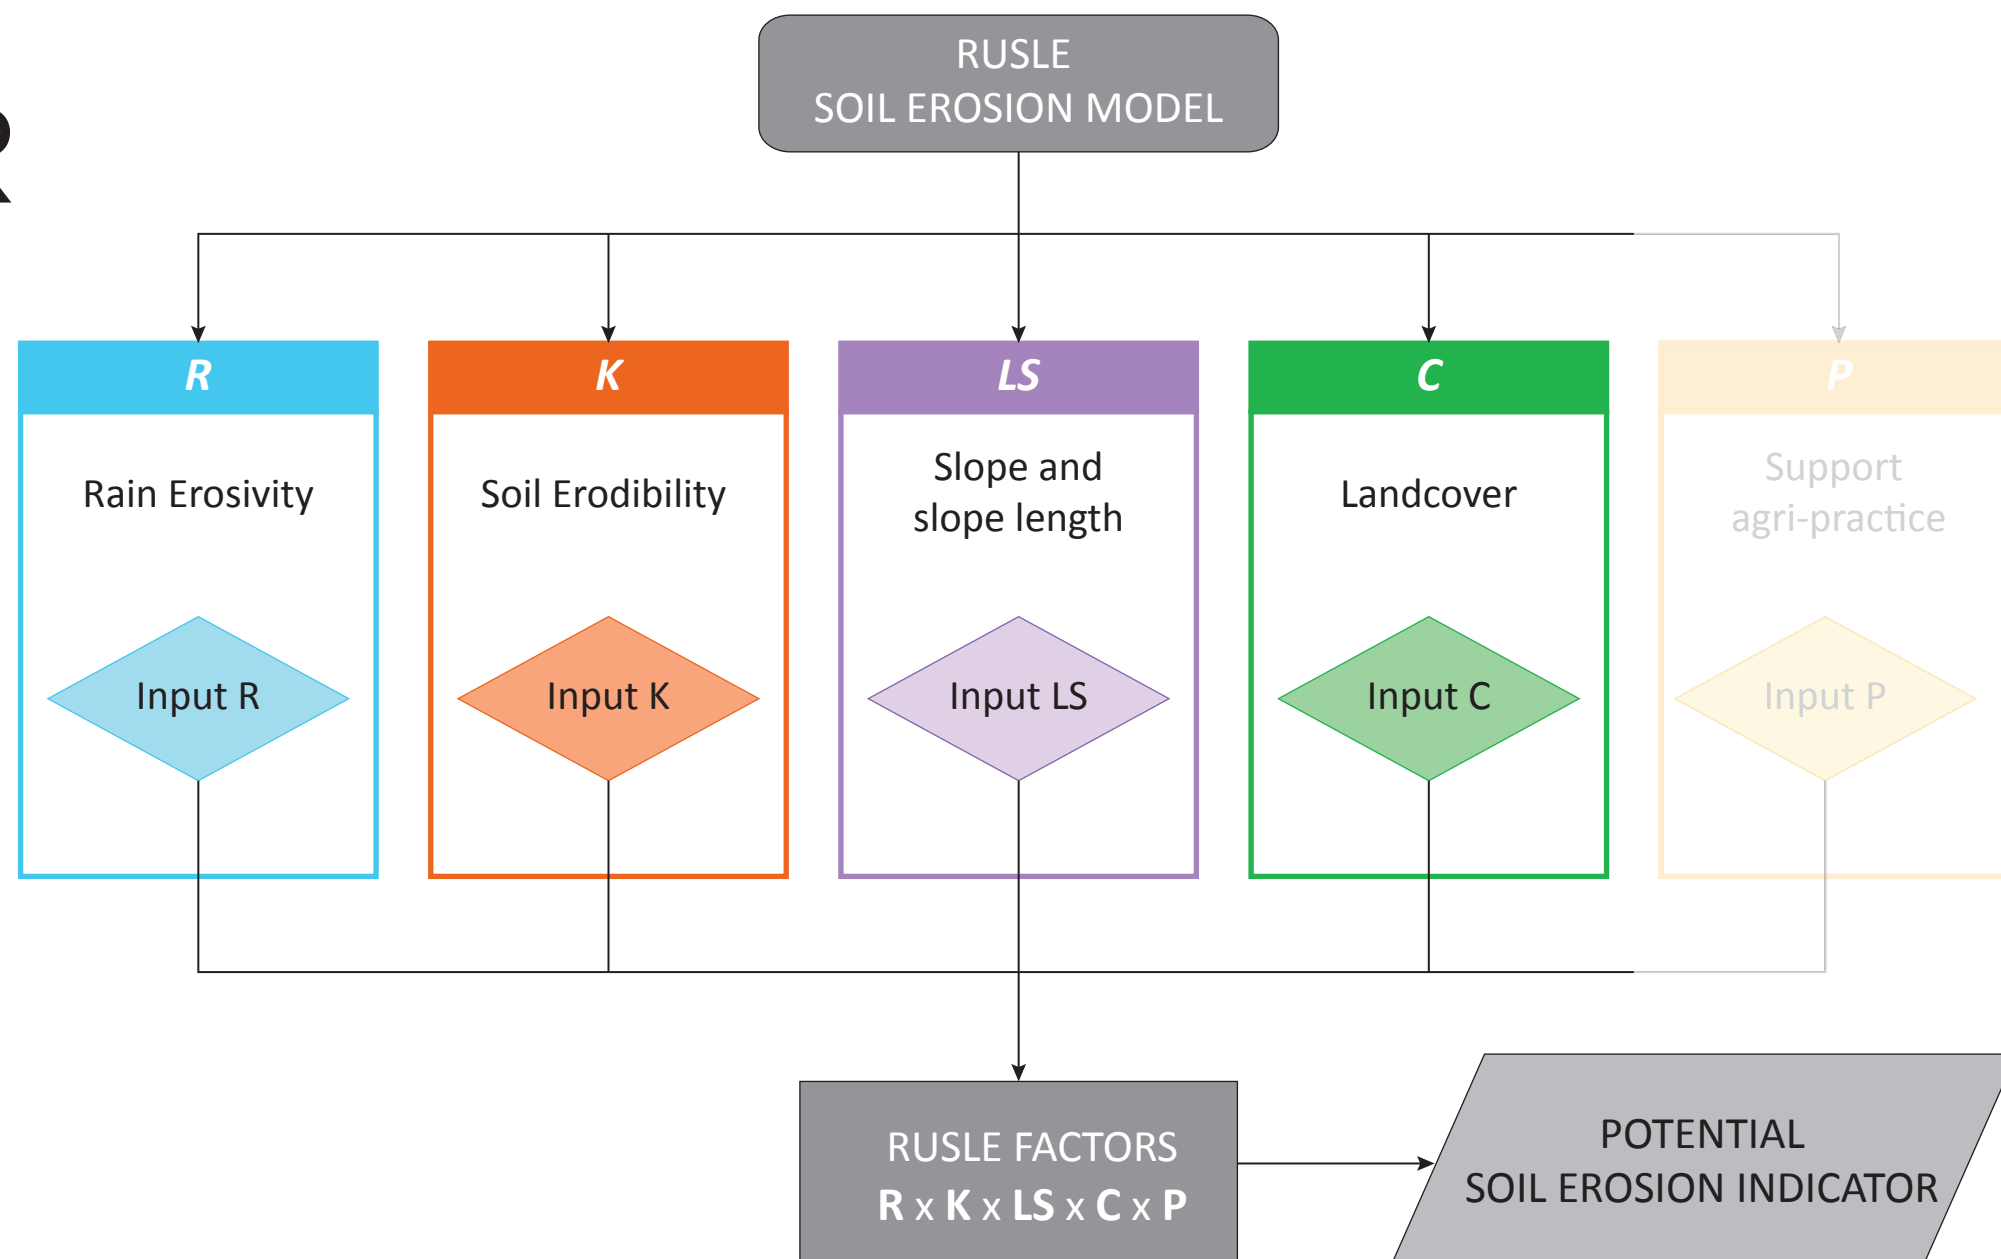 RUSLE
SOIL EROSION MODEL
R
R
K
LS
C
P
Rain Erosivity
Soil Erodibility
Slope and
slope length
Landcover
Support
agri-practice
Input R
Input K
Input LS
Input C
Input P
RUSLE FACTORS
R x K x LS x C x P
POTENTIAL
SOIL EROSION INDICATOR